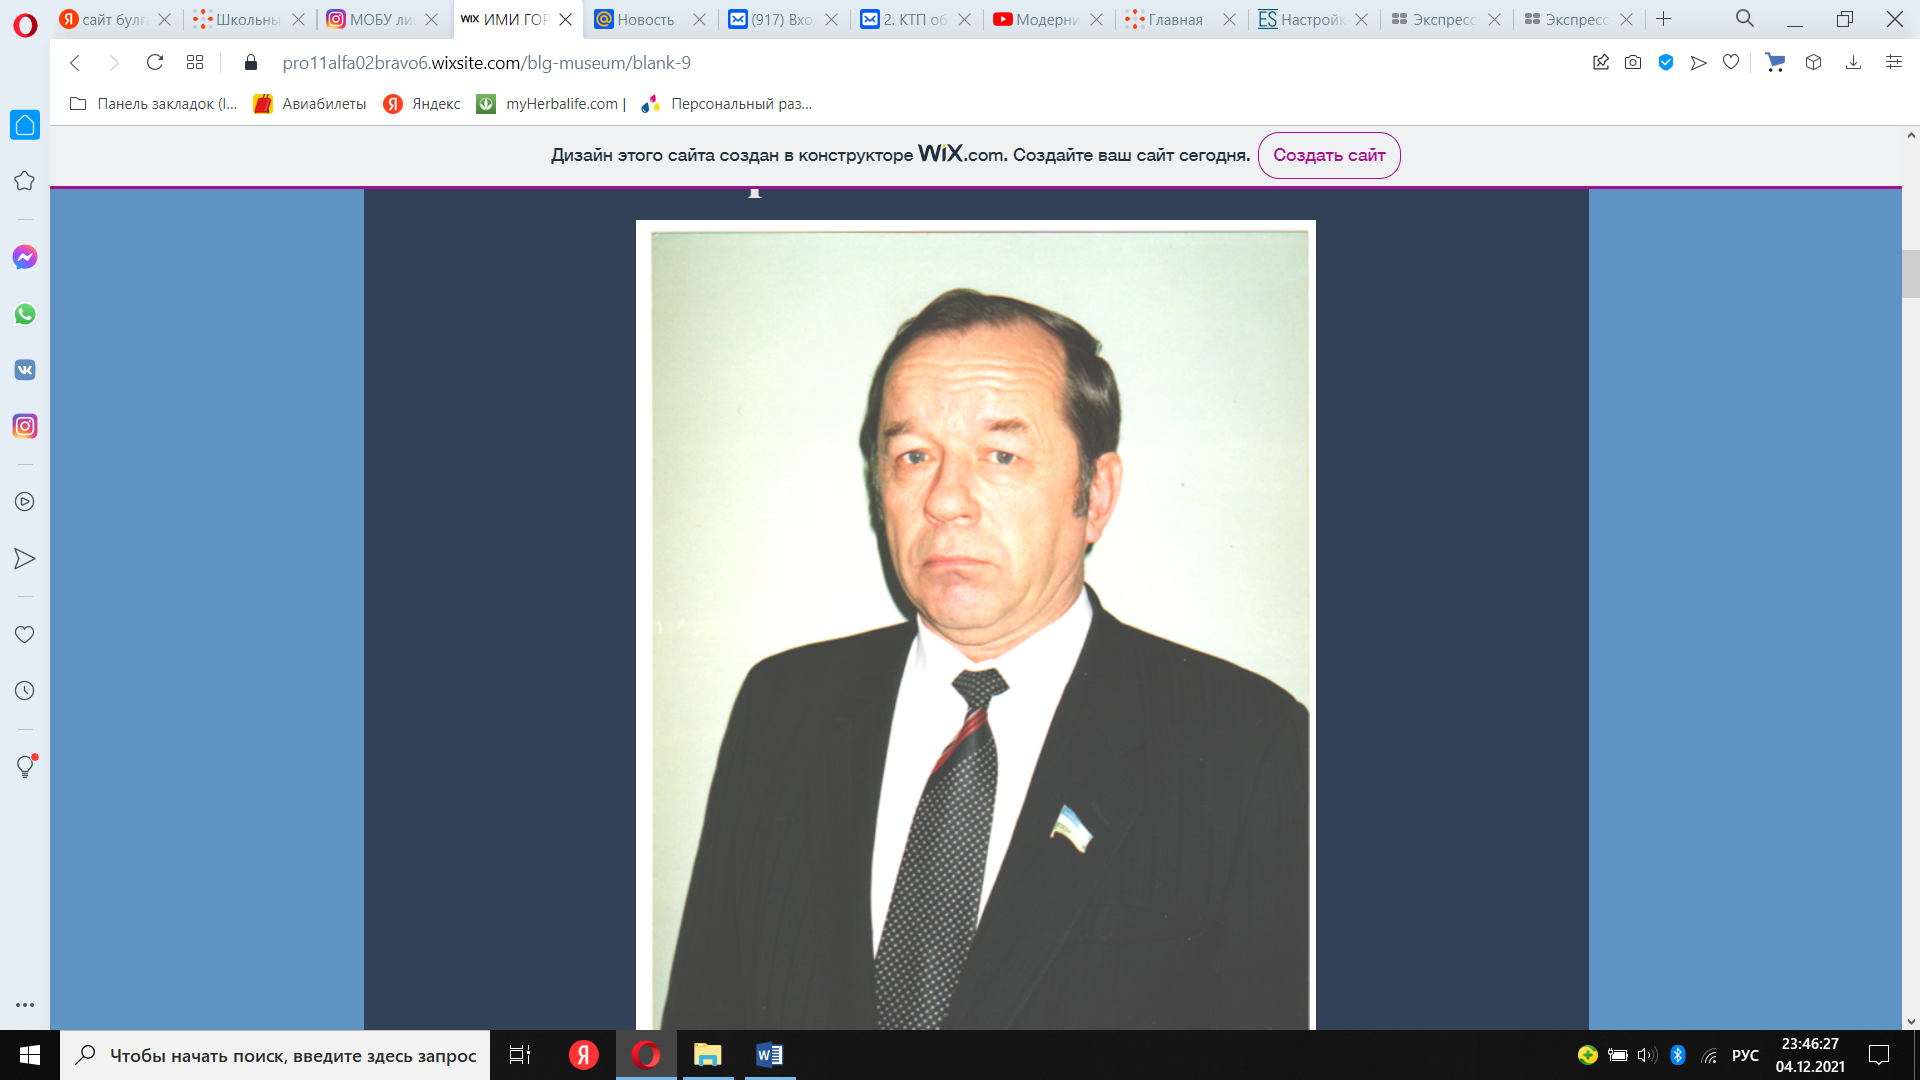 сайт булга
Школьны
МОБУ ли
WiX ИМИ ГОР
Новость
(917) Вхо
2. КТП об
Модерни
Главная
ES Настройк
Экспресс
Экспресс
pro11alfa02bravo6.wixsite.com/blg-museum/blank-9
Панель закладок (I...
Авиабилеты
Яндекс
myHerbalife.com |
Персональный раз...
Дизайн этого сайта создан в конструкторе WiX.com. Создайте ваш сайт сегодня.
Создать сайт
Чтобы начать поиск, введите здесь запрос
РУС
23:46:27
04.12.2021